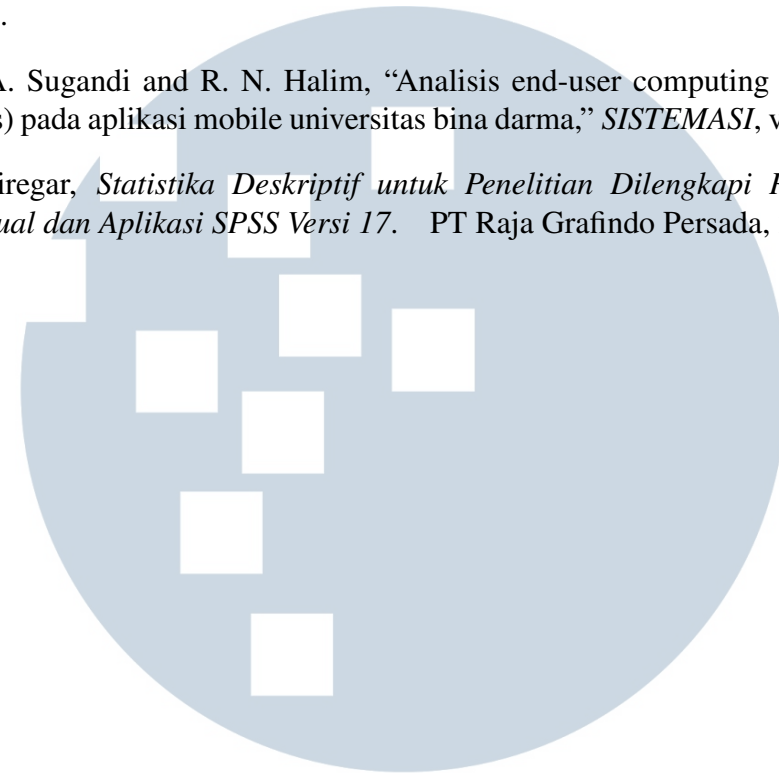 .
A. Sugandi and R. N. Halim, “Analisis end-user computing
s) pada aplikasi mobile universitas bina darma,” SISTEMASI, v
iregar, Statistika Deskriptif untuk Penelitian Dilengkapi
ual dan Aplikasi SPSS Versi 17. PT Raja Grafindo Persada,